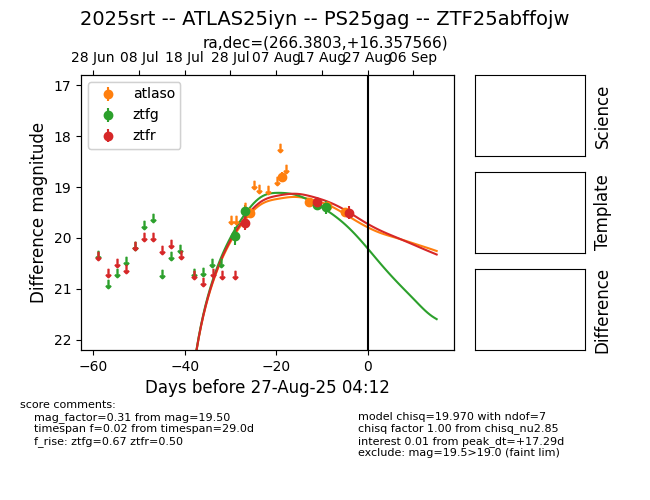 2025srt -- ATLAS25iyn -- PS25gag -- ZTF25abffojw
ra,dec=(266.3803,+16.357566)
28 Jun 08 Jul 18 Jul 28 Jul 07 Aug 17 Aug 27 Aug 06 Sep
atlaso
ztfg
ztfr
17
18
19
20
21
22
Difference magnitude
−60 −40 −20 0
Days before 27-Aug-25 04:12
Science
Template
Difference
score comments:
mag_factor=0.31 from mag=19.50
timespan f=0.02 from timespan=29.0d
f_rise: ztfg=0.67 ztfr=0.50
model chisq=19.970 with ndof=7
chisq factor 1.00 from chisq_nu2.85
interest 0.01 from peak_dt=+17.29d
exclude: mag=19.5>19.0 (faint lim)